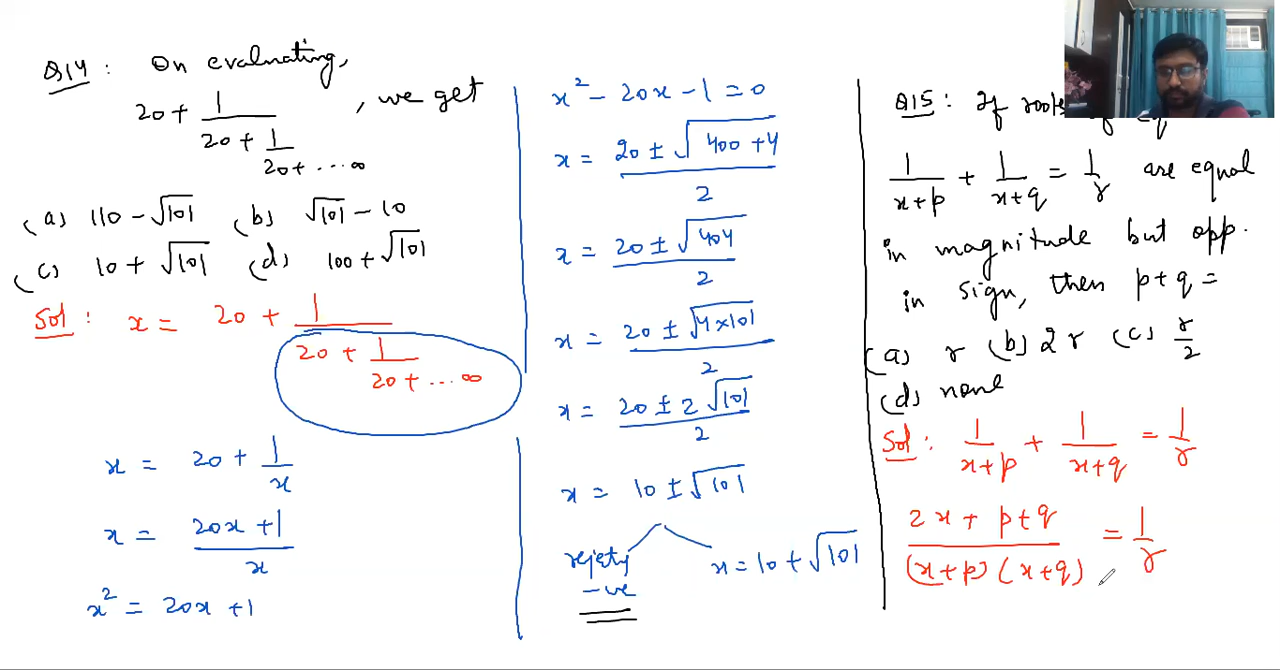 Q14 : On evaluating,
20 + 1/(20 + 1/(20 + ... ∞)) , we get
(a) 110 - √101 (b) √101 - 10
(c) 10 + √101 (d) 100 + √101
Sol : x = 20 + 1/(20 + 1/(20 + ... ∞))
x = 20 + 1/x
x = (20x + 1)/x
x² = 20x + 1
x² - 20x - 1 = 0
x = (20 ± √(400 + 4))/2
x = (20 ± √404)/2
x = (20 ± √(4×101))/2
x = (20 ± 2√101)/2
x = 10 ± √101
-ve
x = 10 + √101
Q15 : If of
1/(x+p) + 1/(x+q) = 1/r are equal
in magnitude but opp.
in sign, then p+q =
(a) r (b) 2r (c) r/2
(d) none
Sol : 1/(x+p) + 1/(x+q) = 1/r
(2x + p+q)/((x+p)(x+q)) = 1/r